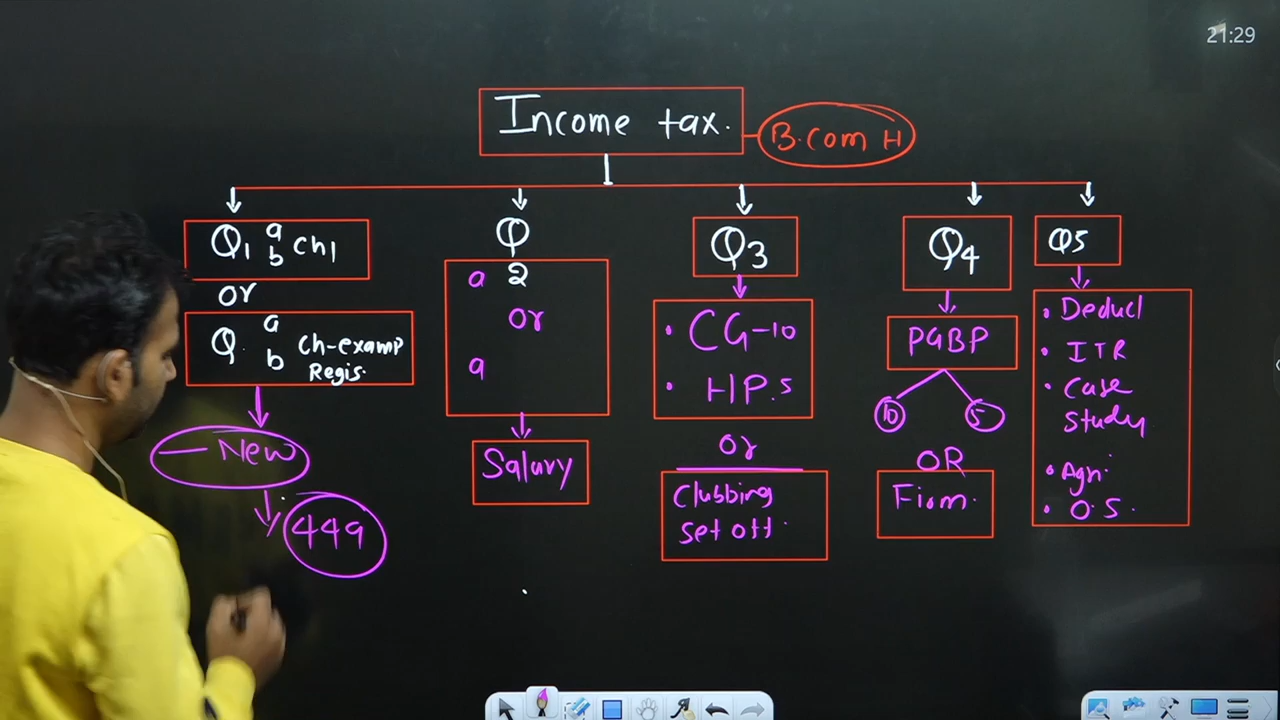 21:29
Income tax.
B.com H
Q1 a b ch1
or
Q. a b ch-examp
Regis.
- New
449
Q
a 2
or
a
Salary
Q3
• CG-10
• HP.5
Or
Clubbing
set off
Q4
PGBP
10 5
OR
Firm.
Q5
• Deducl
• ITR
• Case
Study
• Agri
• O.S.